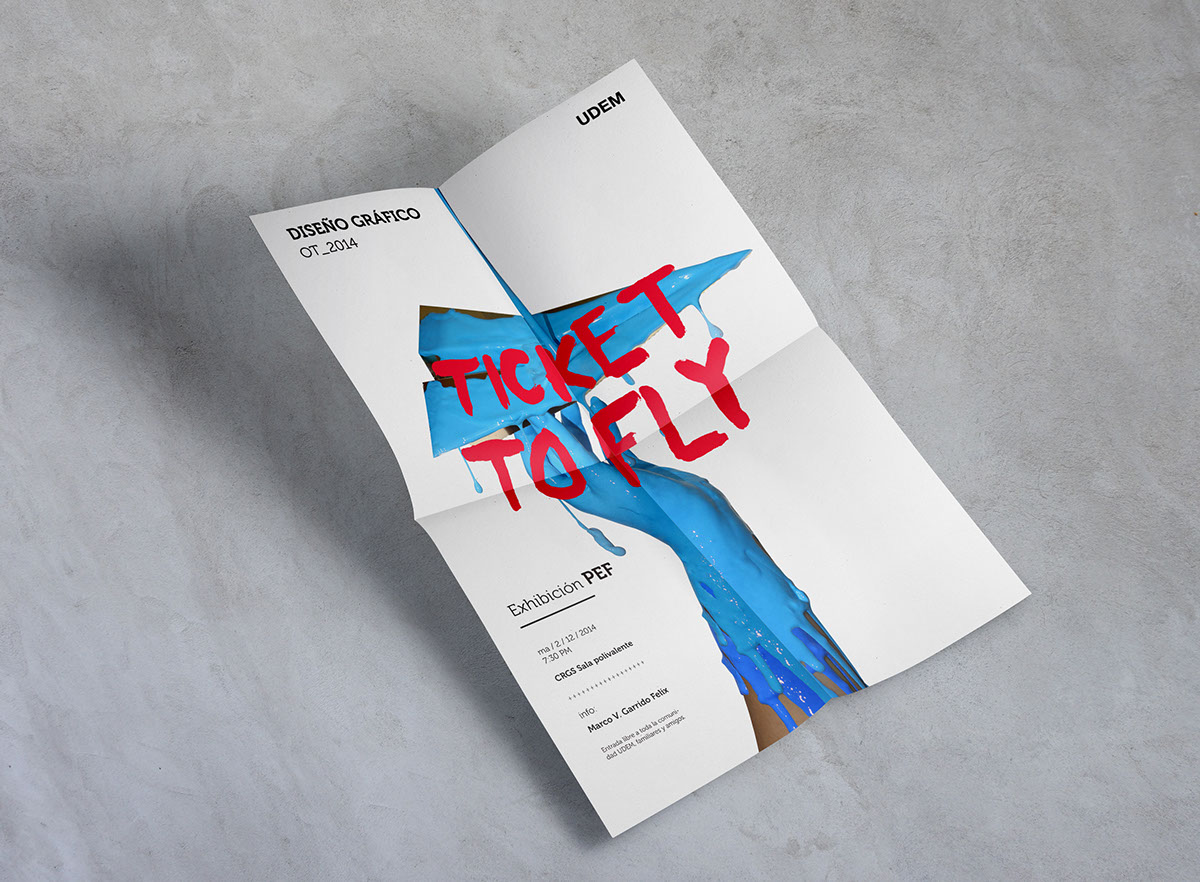 UDEM
DISEÑO GRÁFICO
OT_2014
TICKET
TO FLY
Exhibición PEF
ma / 2 / 12 / 2014
7:30 PM
CRGS Sala polivalente
++++++++++++++++
info:
Marco V. Garrido Felix
Entrada libre a toda la comuni-
dad UDEM, familiares y amigos.